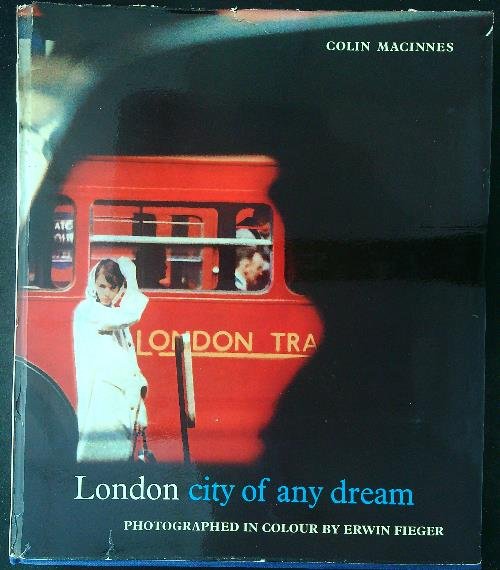 COLIN MACINNES
LONDON TRA
London city of any dream
PHOTOGRAPHED IN COLOUR BY ERWIN FIEGER